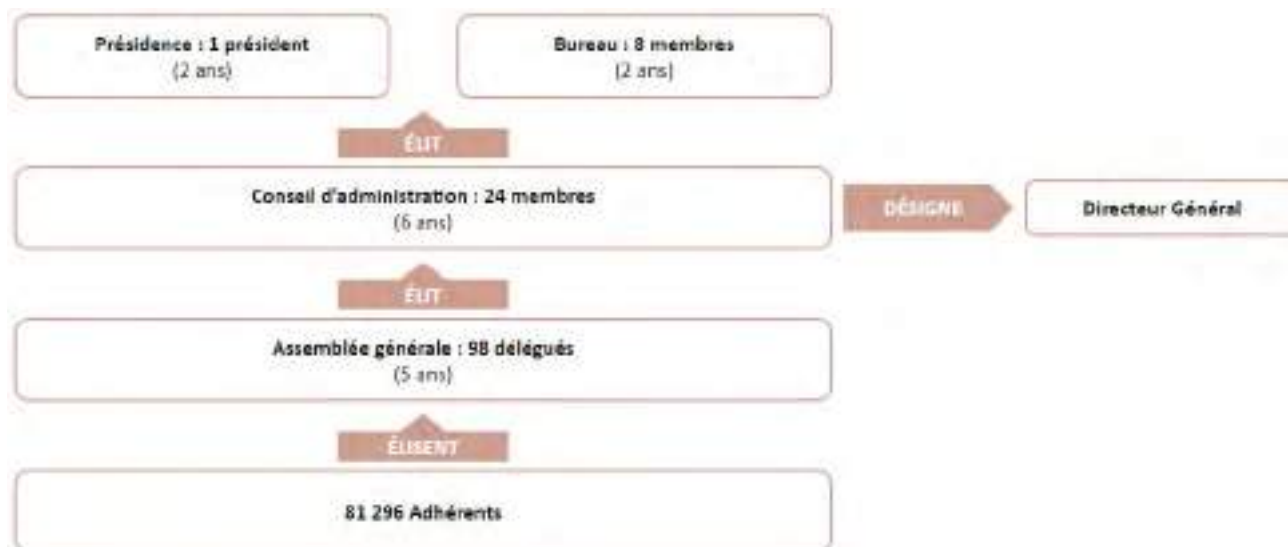 Présidence : 1 président
(2 ans)
Bureau : 8 membres
(2 ans)
ÉLIT
Conseil d'administration : 24 membres
(6 ans)
DÉSIGNE
Directeur Général
ÉLIT
Assemblée générale : 98 délégués
(5 ans)
ÉLISENT
81 296 Adhérents